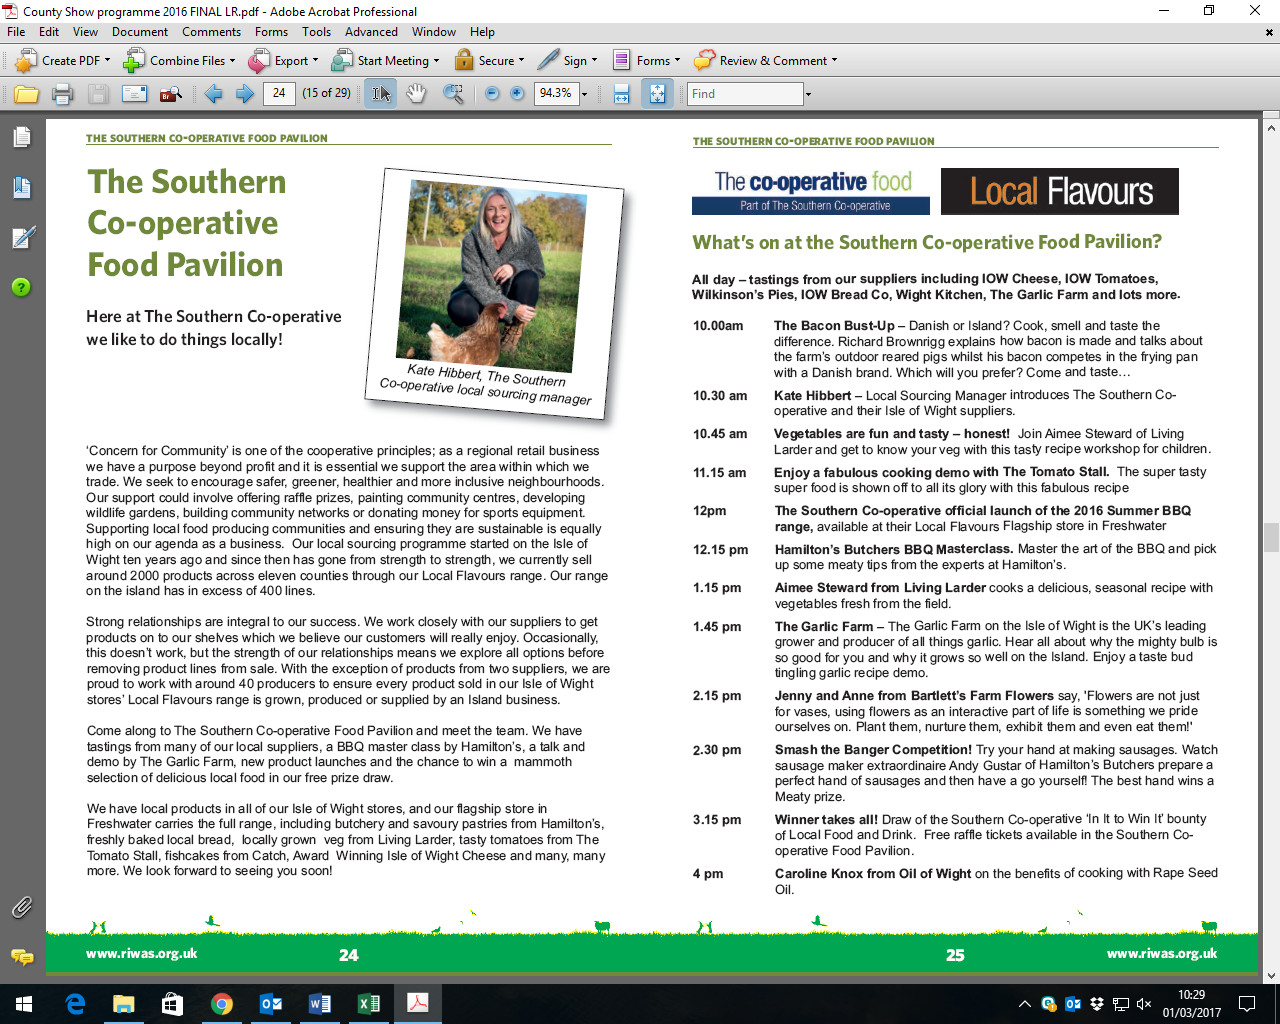 County Show programme 2016 FINAL LR.pdf - Adobe Acrobat Professional
File Edit View Document Comments Forms Tools Advanced Window Help
Create PDF Combine Files Export Start Meeting Secure Sign Forms Review & Comment
24 (15 of 29) 94.3% Find
THE SOUTHERN CO-OPERATIVE FOOD PAVILION
The Southern
Co-operative
Food Pavilion
Here at The Southern Co-operative
we like to do things locally!
Kate Hibbert, The Southern
Co-operative local sourcing manager
‘Concern for Community’ is one of the cooperative principles; as a regional retail business
we have a purpose beyond profit and it is essential we support the area within which we
trade. We seek to encourage safer, greener, healthier and more inclusive neighbourhoods.
Our support could involve offering raffle prizes, painting community centres, developing
wildlife gardens, building community networks or donating money for sports equipment.
Supporting local food producing communities and ensuring they are sustainable is equally
high on our agenda as a business. Our local sourcing programme started on the Isle of
Wight ten years ago and since then has gone from strength to strength, we currently sell
around 2000 products across eleven counties through our Local Flavours range. Our range
on the island has in excess of 400 lines.
Strong relationships are integral to our success. We work closely with our suppliers to get
products on to our shelves which we believe our customers will really enjoy. Occasionally,
this doesn’t work, but the strength of our relationships means we explore all options before
removing product lines from sale. With the exception of products from two suppliers, we are
proud to work with around 40 producers to ensure every product sold in our Isle of Wight
stores’ Local Flavours range is grown, produced or supplied by an Island business.
Come along to The Southern Co-operative Food Pavilion and meet the team. We have
tastings from many of our local suppliers, a BBQ master class by Hamilton’s, a talk and
demo by The Garlic Farm, new product launches and the chance to win a mammoth
selection of delicious local food in our free prize draw.
We have local products in all of our Isle of Wight stores, and our flagship store in
Freshwater carries the full range, including butchery and savoury pastries from Hamilton’s,
freshly baked local bread, locally grown veg from Living Larder, tasty tomatoes from The
Tomato Stall, fishcakes from Catch, Award Winning Isle of Wight Cheese and many, many
more. We look forward to seeing you soon!
www.riwas.org.uk 24
THE SOUTHERN CO-OPERATIVE FOOD PAVILION
The co-operative food
Part of The Southern Co-operative
Local Flavours
What’s on at the Southern Co-operative Food Pavilion?
All day – tastings from our suppliers including IOW Cheese, IOW Tomatoes,
Wilkinson’s Pies, IOW Bread Co, Wight Kitchen, The Garlic Farm and lots more.
10.00am The Bacon Bust-Up – Danish or Island? Cook, smell and taste the
difference. Richard Brownrigg explains how bacon is made and talks about
the farm’s outdoor reared pigs whilst his bacon competes in the frying pan
with a Danish brand. Which will you prefer? Come and taste…
10.30 am Kate Hibbert – Local Sourcing Manager introduces The Southern Co-
operative and their Isle of Wight suppliers.
10.45 am Vegetables are fun and tasty – honest! Join Aimee Steward of Living
Larder and get to know your veg with this tasty recipe workshop for children.
11.15 am Enjoy a fabulous cooking demo with The Tomato Stall. The super tasty
super food is shown off to all its glory with this fabulous recipe
12pm The Southern Co-operative official launch of the 2016 Summer BBQ
range, available at their Local Flavours Flagship store in Freshwater
12.15 pm Hamilton’s Butchers BBQ Masterclass. Master the art of the BBQ and pick
up some meaty tips from the experts at Hamilton’s.
1.15 pm Aimee Steward from Living Larder cooks a delicious, seasonal recipe with
vegetables fresh from the field.
1.45 pm The Garlic Farm – The Garlic Farm on the Isle of Wight is the UK’s leading
grower and producer of all things garlic. Hear all about why the mighty bulb is
so good for you and why it grows so well on the Island. Enjoy a taste bud
tingling garlic recipe demo.
2.15 pm Jenny and Anne from Bartlett’s Farm Flowers say, 'Flowers are not just
for vases, using flowers as an interactive part of life is something we pride
ourselves on. Plant them, nurture them, exhibit them and even eat them!'
2.30 pm Smash the Banger Competition! Try your hand at making sausages. Watch
sausage maker extraordinaire Andy Gustar of Hamilton’s Butchers prepare a
perfect hand of sausages and then have a go yourself! The best hand wins a
Meaty prize.
3.15 pm Winner takes all! Draw of the Southern Co-operative ‘In It to Win It’ bounty
of Local Food and Drink. Free raffle tickets available in the Southern Co-
operative Food Pavilion.
4 pm Caroline Knox from Oil of Wight on the benefits of cooking with Rape Seed
Oil.
25 www.riwas.org.uk
10:29
01/03/2017